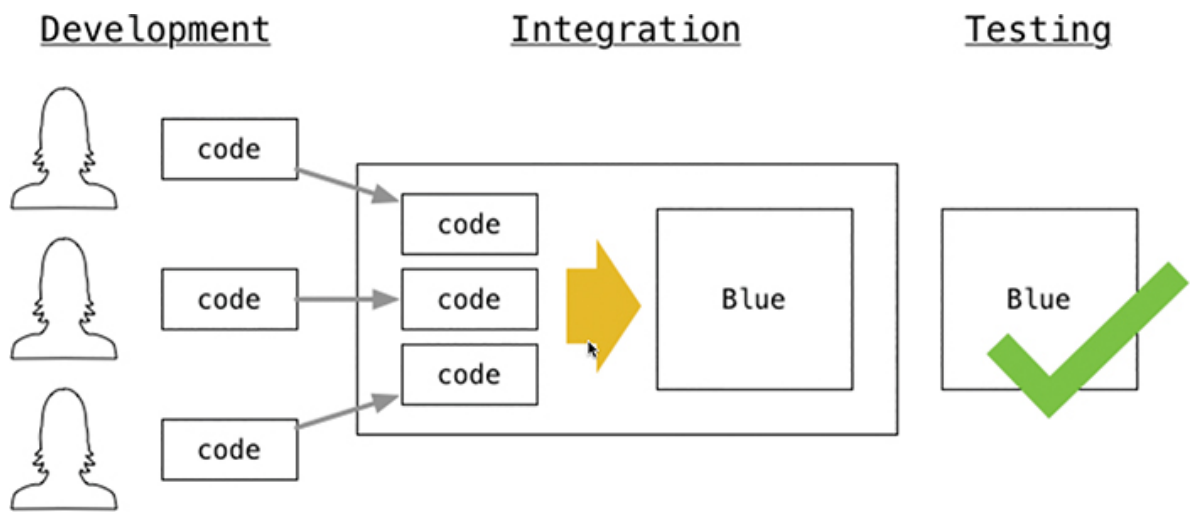 Development
Integration
Testing
code
code
code
code
code
code
Blue
Blue